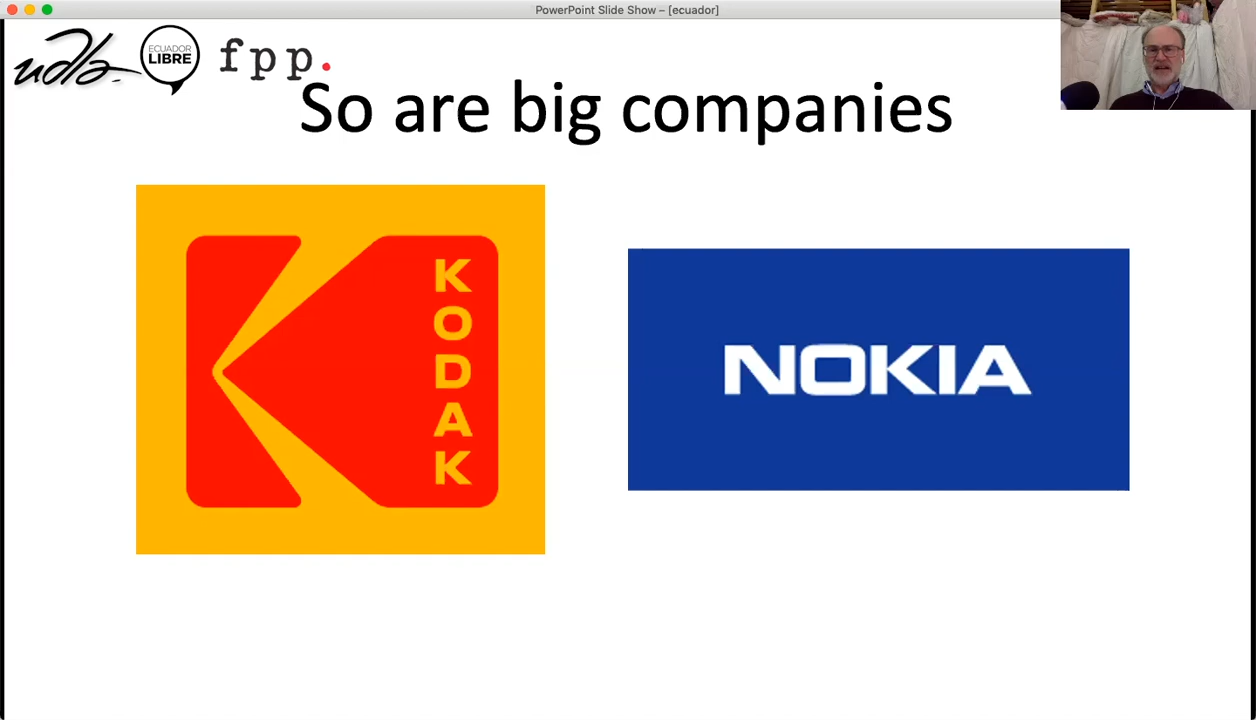 PowerPoint Slide Show – [ecuador]
udla-
ECUADOR
LIBRE
fpp.
So are big companies
K
O
D
A
K
NOKIA